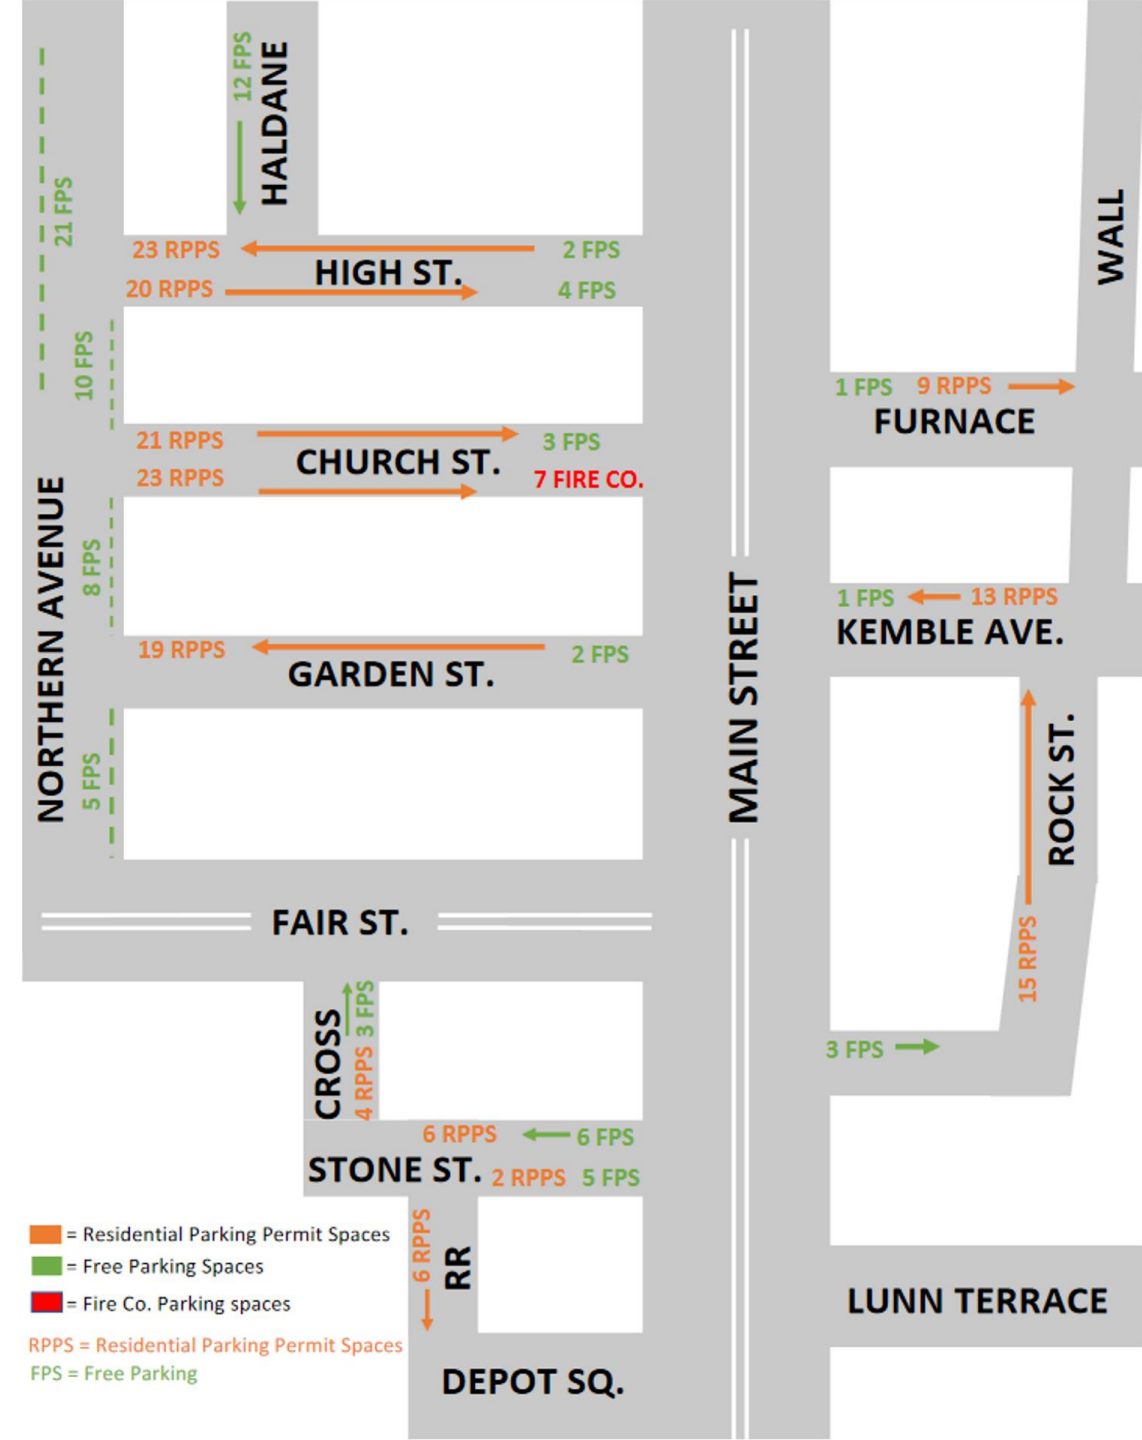 12 FPS
HALDANE
21 FPS
WALL
23 RPPS
2 FPS
HIGH ST.
20 RPPS
4 FPS
10 FPS
1 FPS 9 RPPS
FURNACE
21 RPPS
3 FPS
CHURCH ST.
23 RPPS
7 FIRE CO.
NORTHERN AVENUE
8 FPS
MAIN STREET
1 FPS 13 RPPS
KEMBLE AVE.
19 RPPS
2 FPS
GARDEN ST.
5 FPS
ROCK ST.
15 RPPS
FAIR ST.
CROSS
3 FPS
4 RPPS
3 FPS
6 RPPS
6 FPS
STONE ST.
2 RPPS 5 FPS
6 RPPS
RR
= Residential Parking Permit Spaces
= Free Parking Spaces
= Fire Co. Parking spaces
RPPS = Residential Parking Permit Spaces
FPS = Free Parking
LUNN TERRACE
DEPOT SQ.